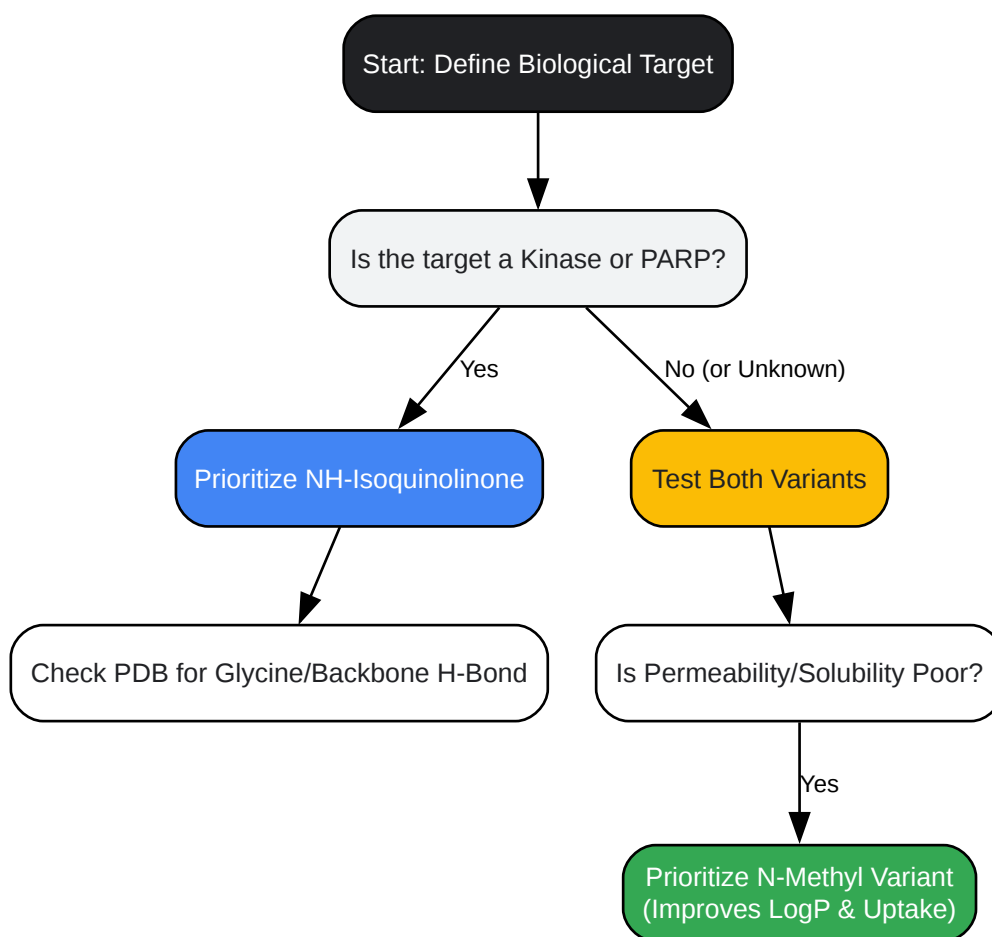 Start: Define Biological Target
Is the target a Kinase or PARP?
Yes
No (or Unknown)
Prioritize NH-Isoquinolinone
Test Both Variants
Check PDB for Glycine/Backbone H-Bond
Is Permeability/Solubility Poor?
Yes
Prioritize N-Methyl Variant
(Improves LogP & Uptake)